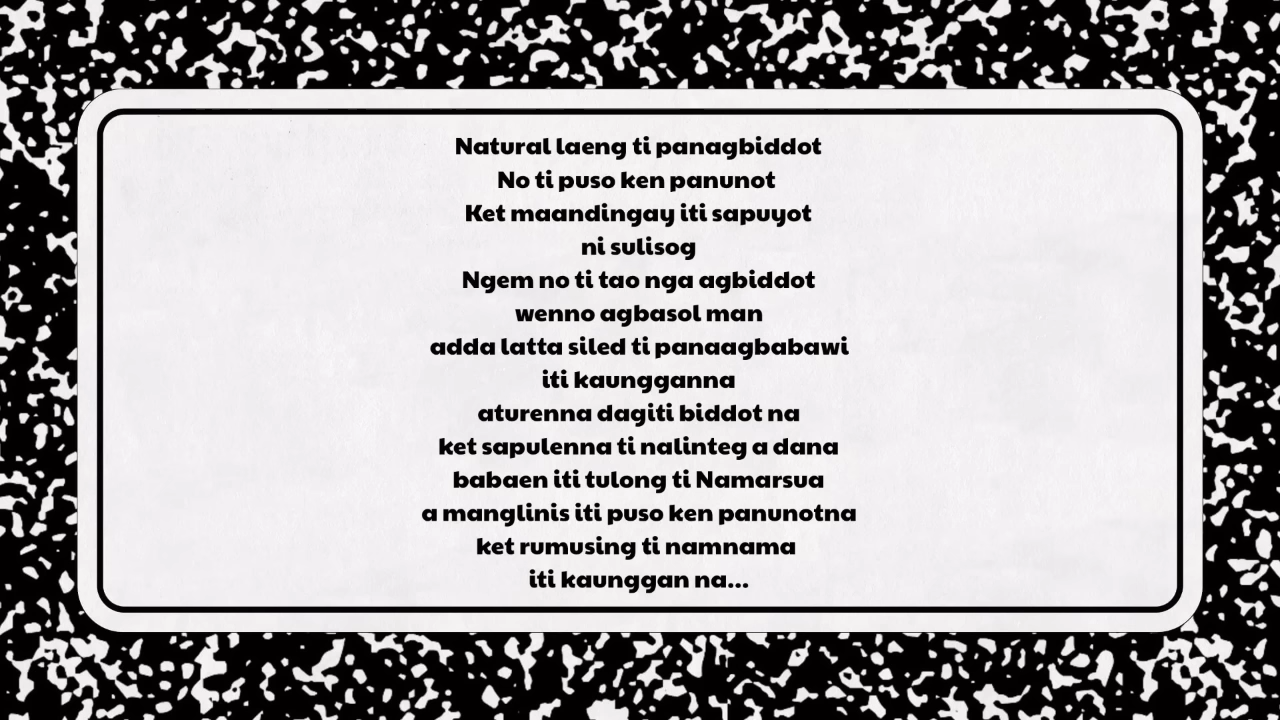 Natural laeng ti panagbiddot
No ti puso ken panunot
Ket maandingay iti sapuyot
ni sulisog
Ngem no ti tao nga agbiddot
wenno agbasol man
adda latta siled ti panaagbabawi
iti kaungganna
aturenna dagiti biddot na
ket sapulenna ti nalinteg a dana
babaen iti tulong ti Namarsua
a manglinis iti puso ken panunotna
ket rumusing ti namnama
iti kaunggan na...